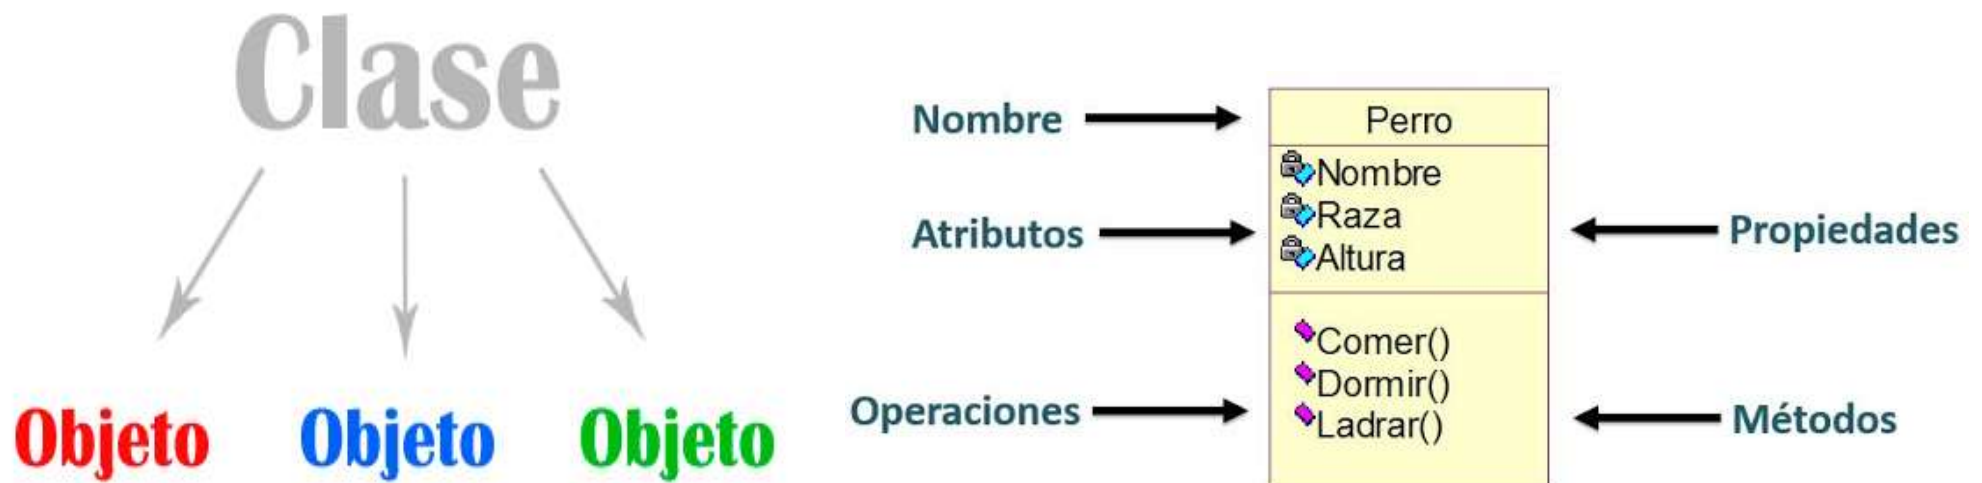 Clase
Objeto Objeto Objeto
Nombre
Atributos
Operaciones
Perro
Nombre
Raza
Altura
Comer()
Dormir()
Ladrar()
Propiedades
Métodos